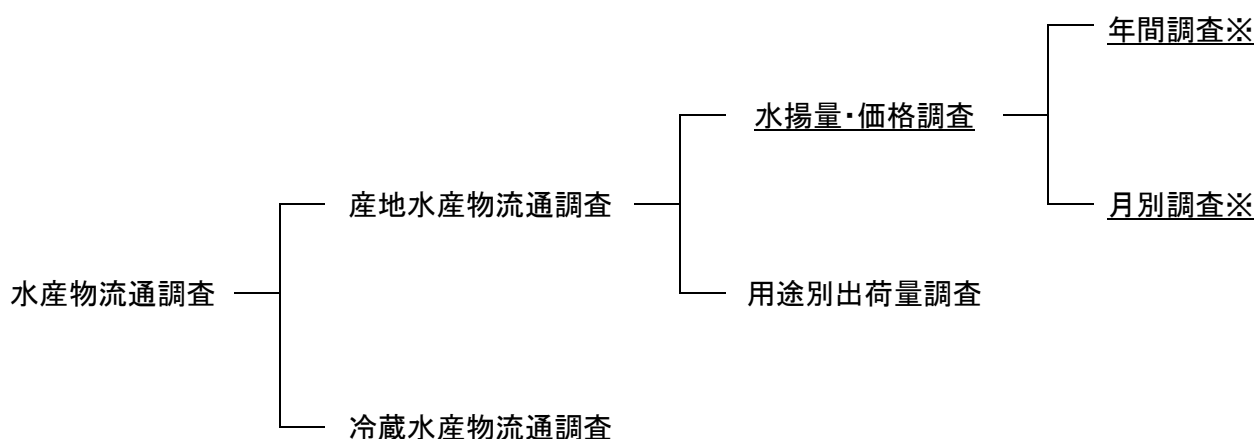 年間調査※
水揚量・価格調査
産地水産物流通調査
月別調査※
水産物流通調査
用途別出荷量調査
冷蔵水産物流通調査